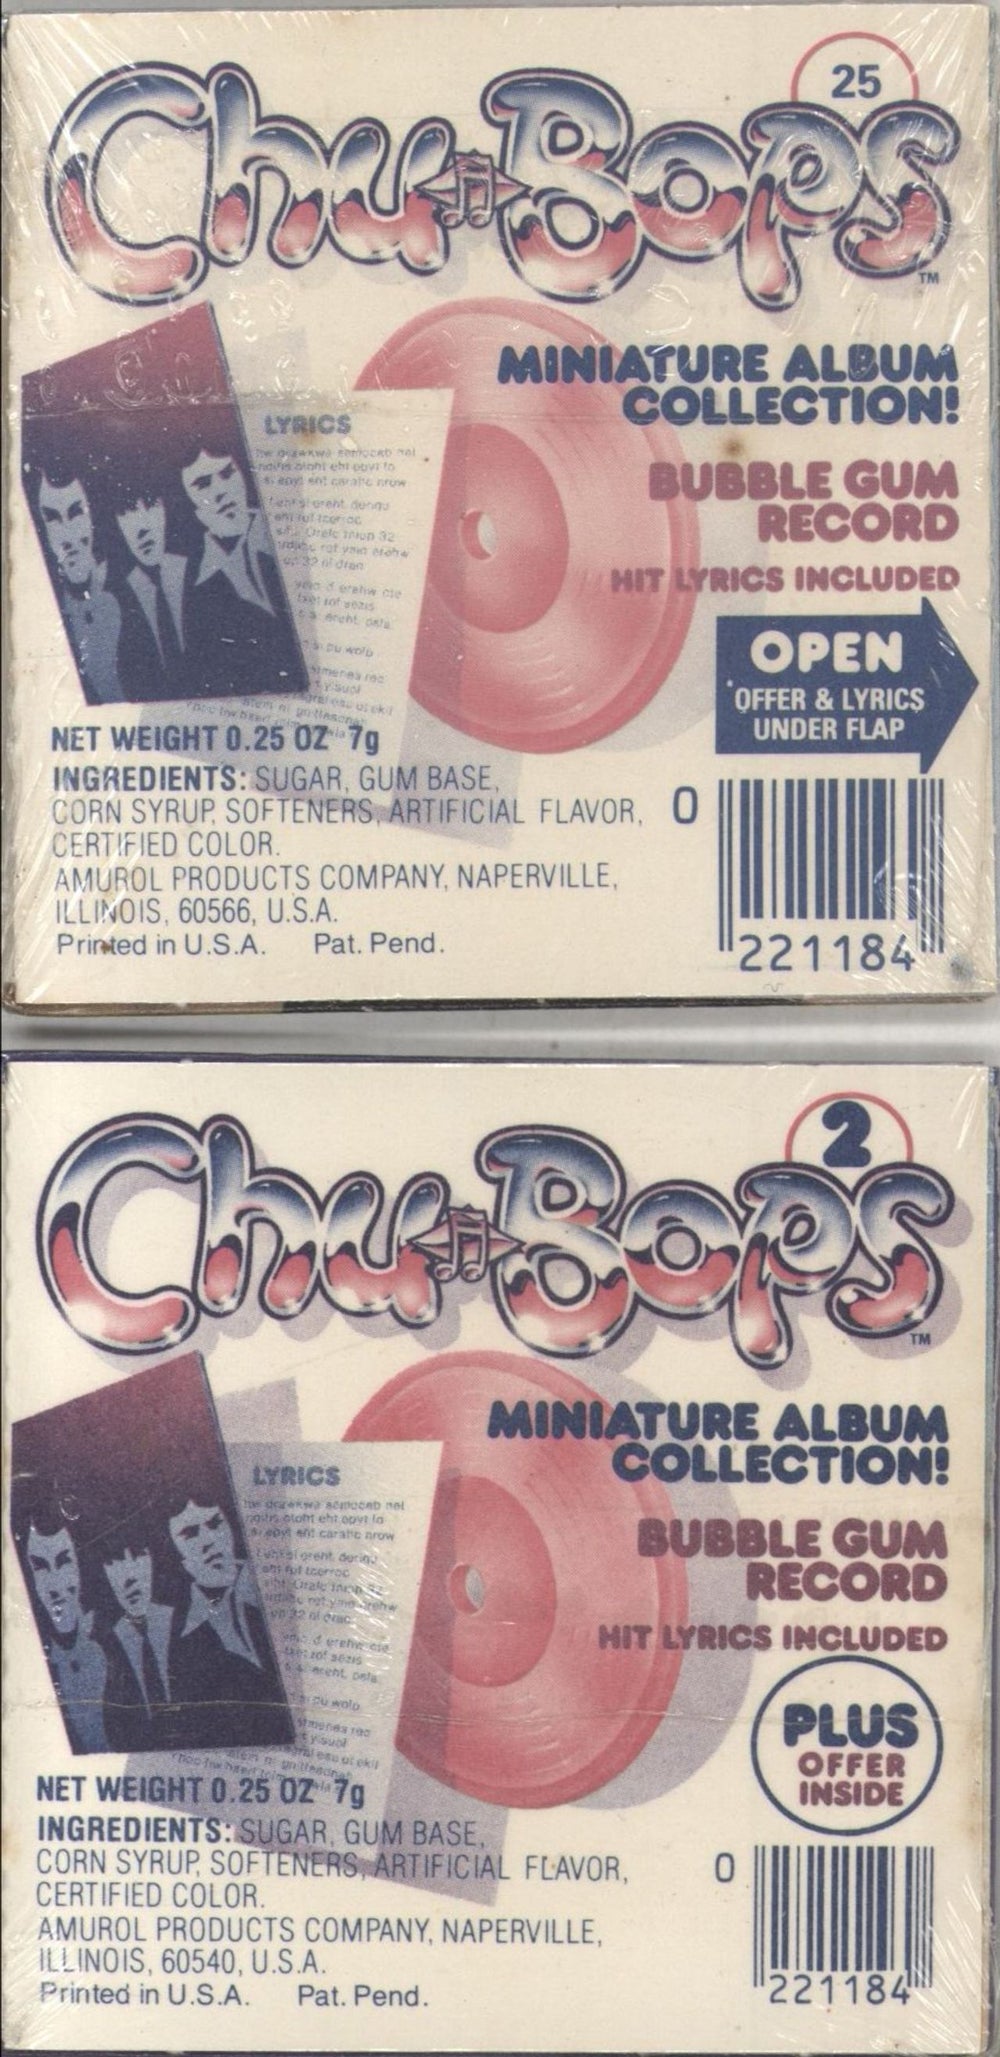 25
Chu Bops
TM
MINIATURE ALBUM
COLLECTION!
LYRICS
BUBBLE GUM
RECORD
HIT LYRICS INCLUDED
OPEN
OFFER & LYRICS
UNDER FLAP
NET WEIGHT 0.25 OZ 7g
INGREDIENTS: SUGAR, GUM BASE,
CORN SYRUP, SOFTENERS, ARTIFICIAL FLAVOR,
CERTIFIED COLOR.
AMUROL PRODUCTS COMPANY, NAPERVILLE,
ILLINOIS, 60566, U.S.A.
Printed in U.S.A. Pat. Pend.
0 221184
2
Chu Bops
TM
MINIATURE ALBUM
COLLECTION!
LYRICS
BUBBLE GUM
RECORD
HIT LYRICS INCLUDED
PLUS
OFFER
INSIDE
NET WEIGHT 0.25 OZ 7g
INGREDIENTS: SUGAR, GUM BASE,
CORN SYRUP, SOFTENERS, ARTIFICIAL FLAVOR,
CERTIFIED COLOR.
AMUROL PRODUCTS COMPANY, NAPERVILLE,
ILLINOIS, 60540, U.S.A.
Printed in U.S.A. Pat. Pend.
0 221184